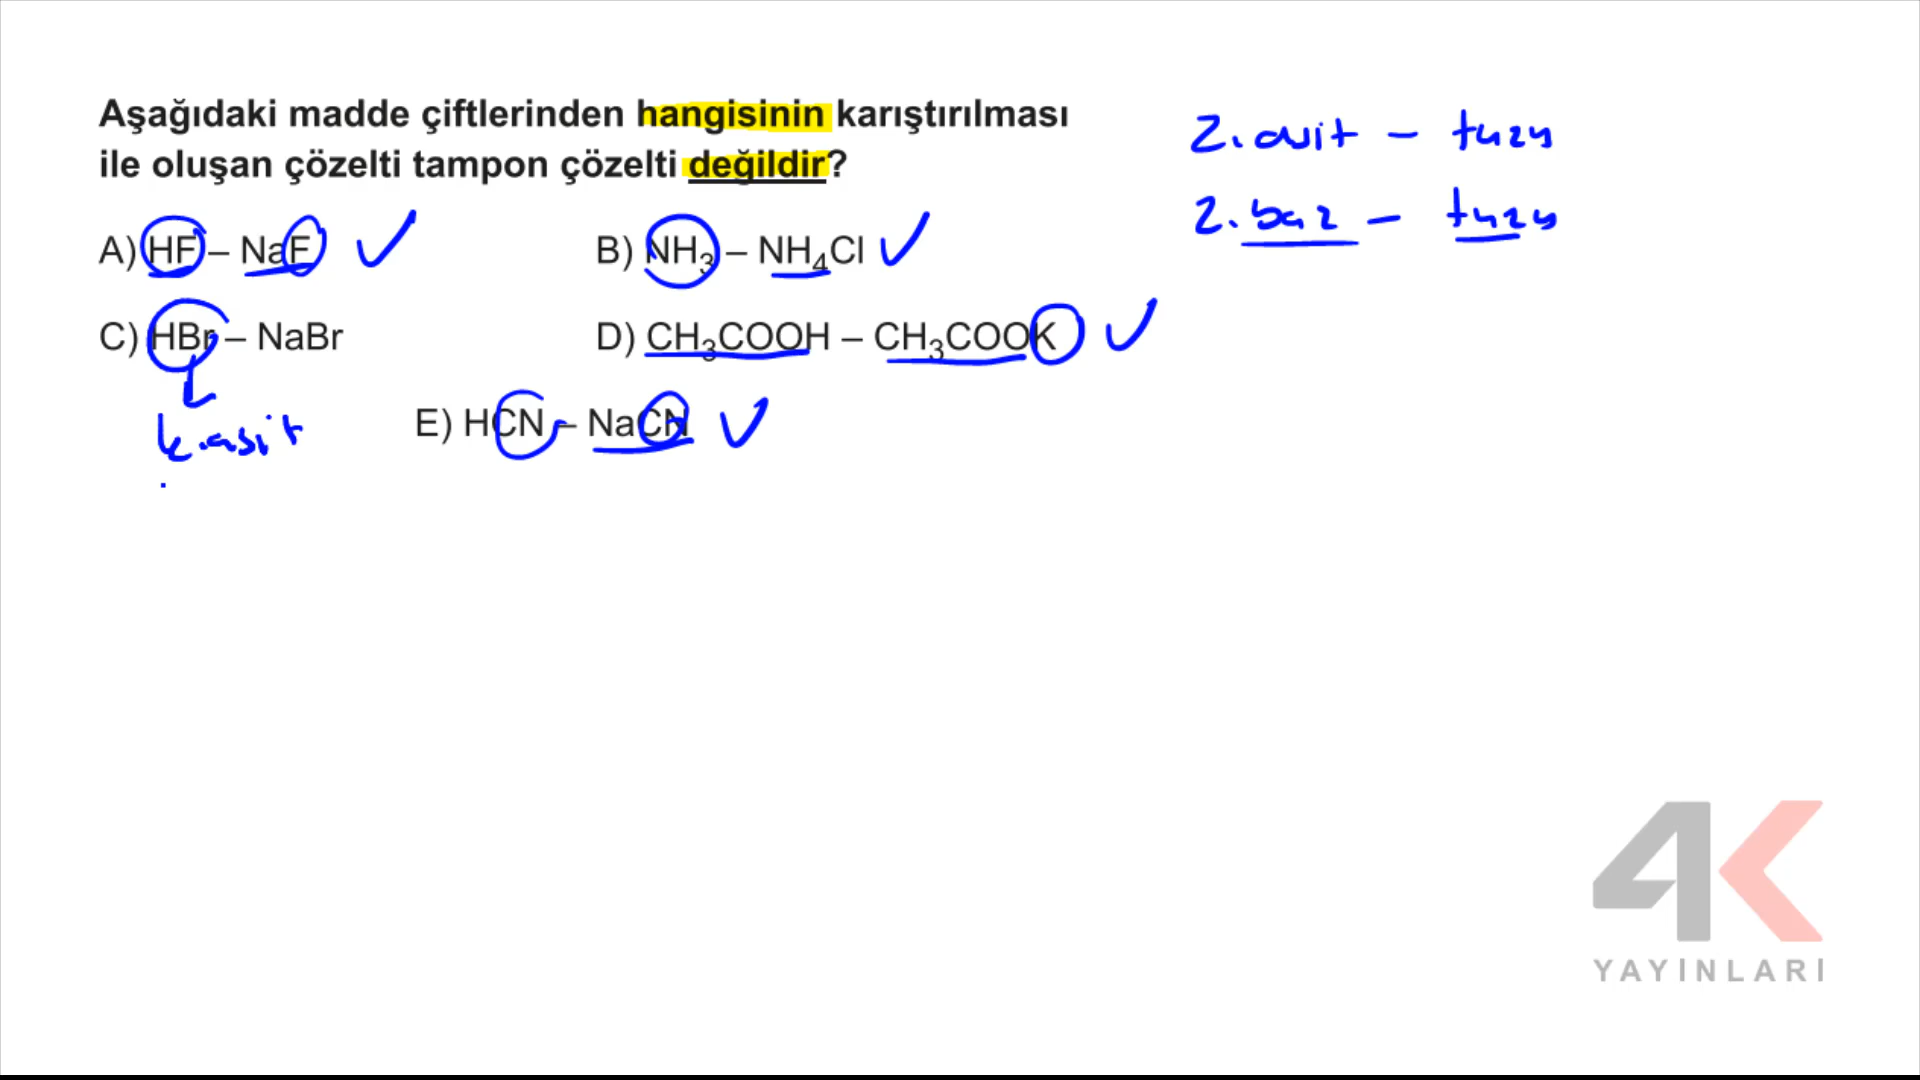 Aşağıdaki madde çiftlerinden hangisinin karıştırılması
ile oluşan çözelti tampon çözelti değildir?
A) HF – NaF
B) NH₃ – NH₄Cl
C) HBr – NaBr
D) CH₃COOH – CH₃COOK
E) HCN – NaCN
k.asit
Z. asit – tuzu
Z. baz – tuzu
4K
YAYINLARI